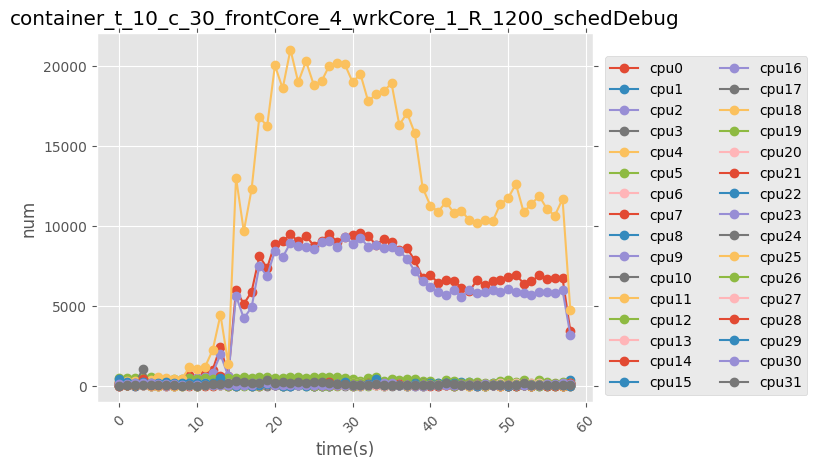 container_t_10_c_30_frontCore_4_wrkCore_1_R_1200_schedDebug
20000
15000
10000
5000
0
num
0 10 20 30 40 50 60
time(s)
cpu0 cpu16
cpu1 cpu17
cpu2 cpu18
cpu3 cpu19
cpu4 cpu20
cpu5 cpu21
cpu6 cpu22
cpu7 cpu23
cpu8 cpu24
cpu9 cpu25
cpu10 cpu26
cpu11 cpu27
cpu12 cpu28
cpu13 cpu29
cpu14 cpu30
cpu15 cpu31